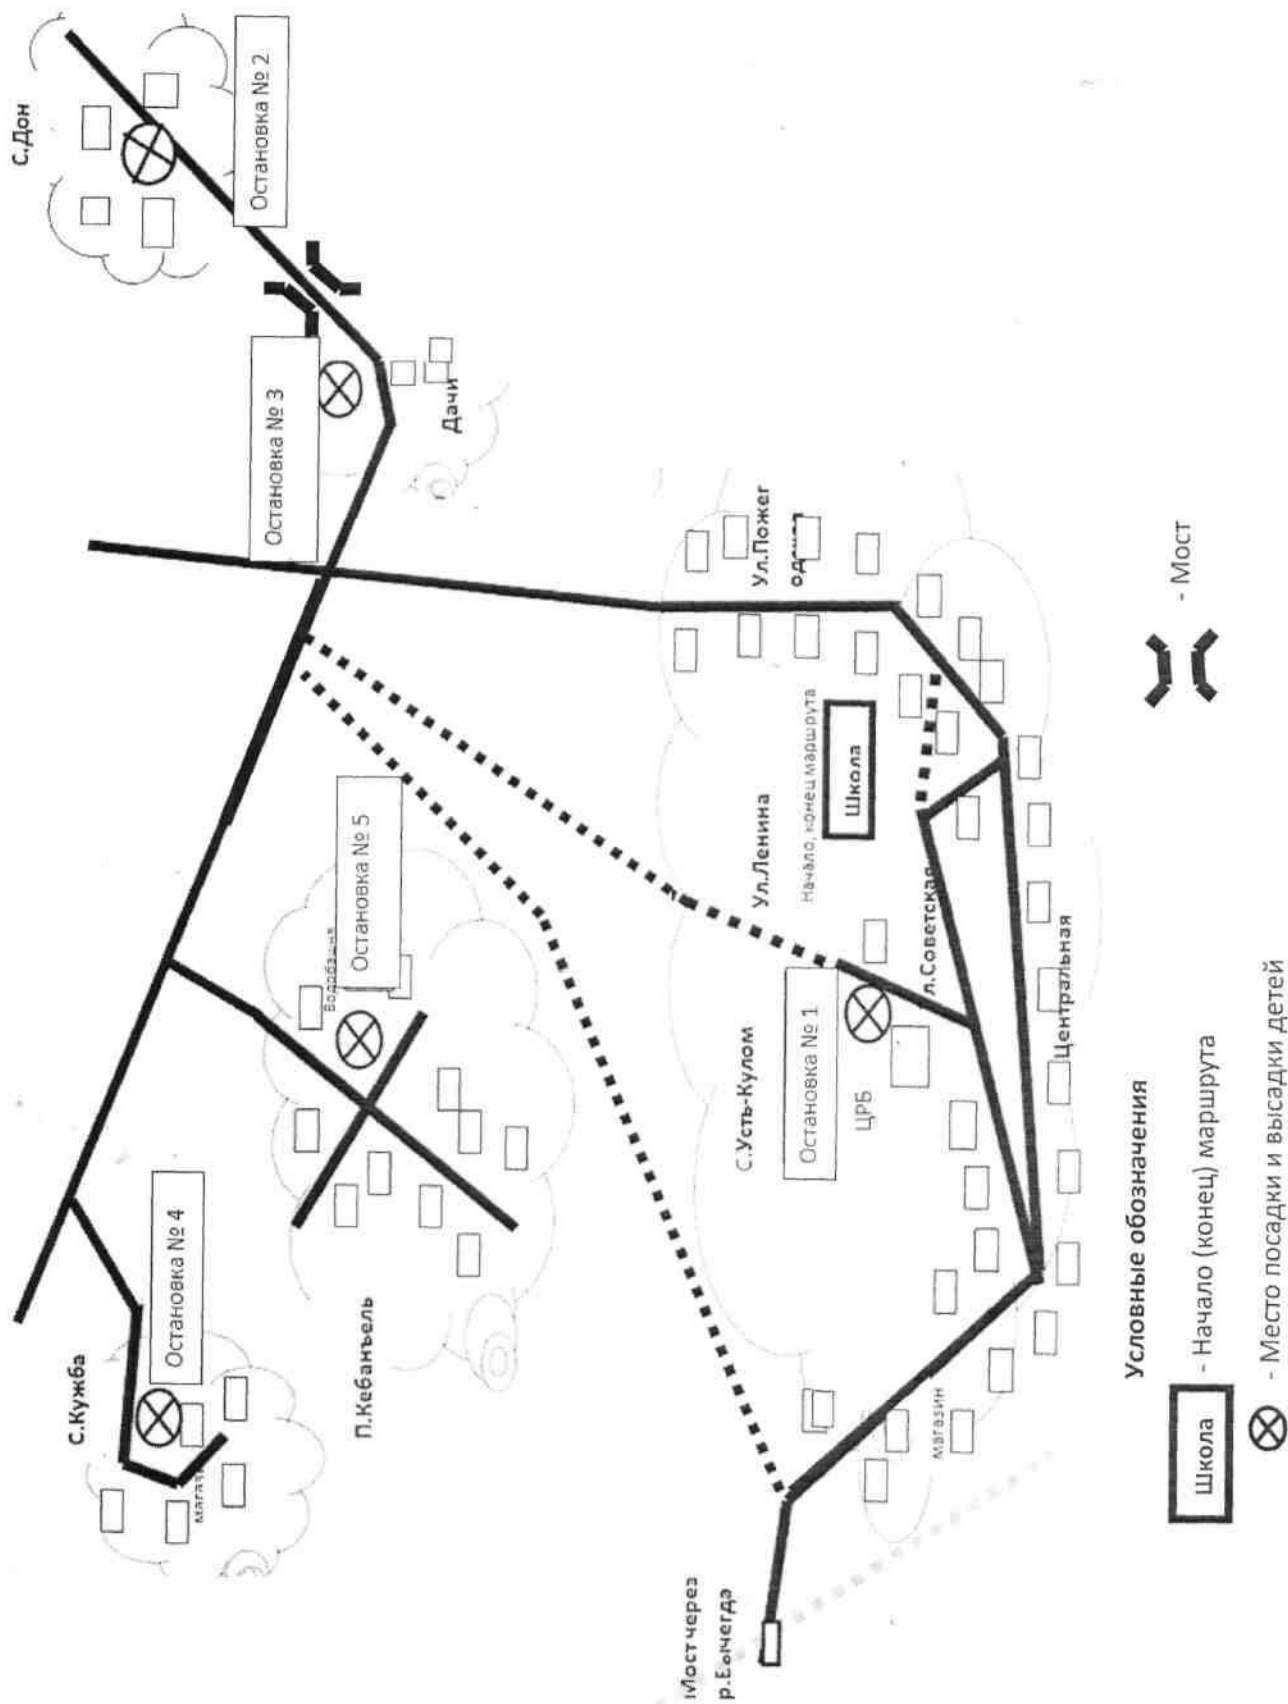 С.Кужба
Остановка № 4
П.Кебанъель
Остановка № 5
Остановка № 3
С.Дон
Остановка № 2
Дачи
Мост через
р.Вычегда
магазин
С.Усть-Кулом
Остановка № 1
ЦРБ
Ул.Ленина
Начало, конец маршрута
Школа
Ул.Пожег
л.Советская
Центральная
Условные обозначения
Школа - Начало (конец) маршрута
- Место посадки и высадки детей
- Мост